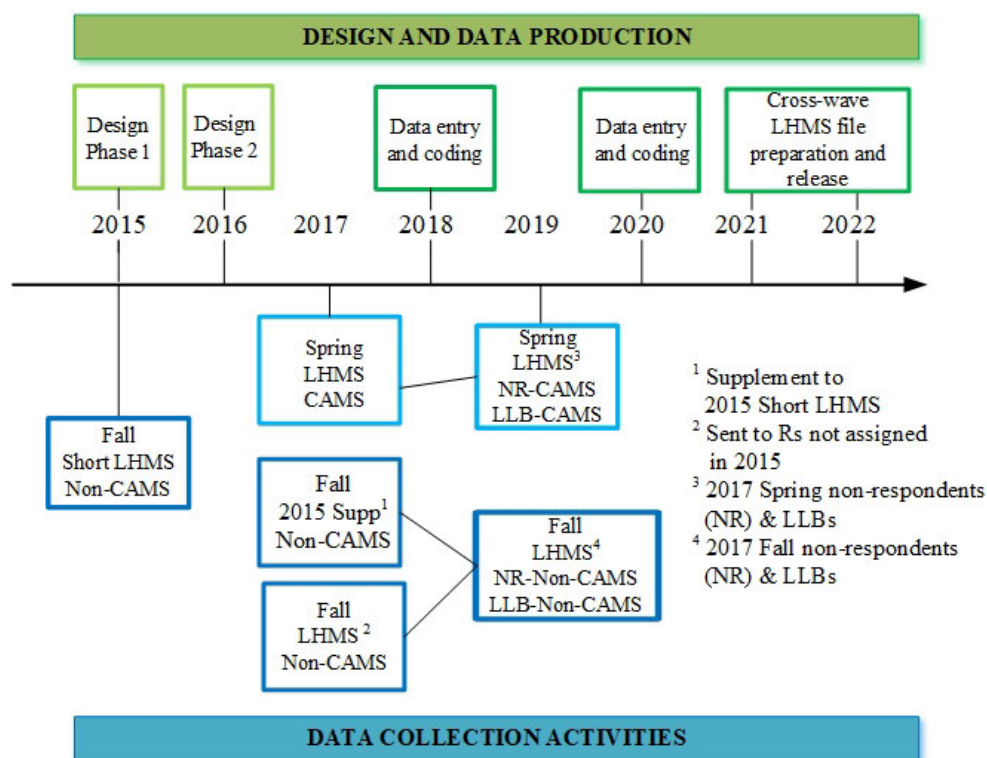 DESIGN AND DATA PRODUCTION
Design
Phase 1
Design
Phase 2
Data entry
and coding
Data entry
and coding
Cross-wave
LHMS file
preparation and
release
2015 2016 2017 2018 2019 2020 2021 2022
Spring
LHMS
CAMS
Spring
LHMS³
NR-CAMS
LLB-CAMS
Fall
Short LHMS
Non-CAMS
Fall
2015 Supp¹
Non-CAMS
Fall
LHMS ²
Non-CAMS
Fall
LHMS⁴
NR-Non-CAMS
LLB-Non-CAMS
¹ Supplement to
2015 Short LHMS
² Sent to Rs not assigned
in 2015
³ 2017 Spring non-respondents
(NR) & LLBs
⁴ 2017 Fall non-respondents
(NR) & LLBs
DATA COLLECTION ACTIVITIES